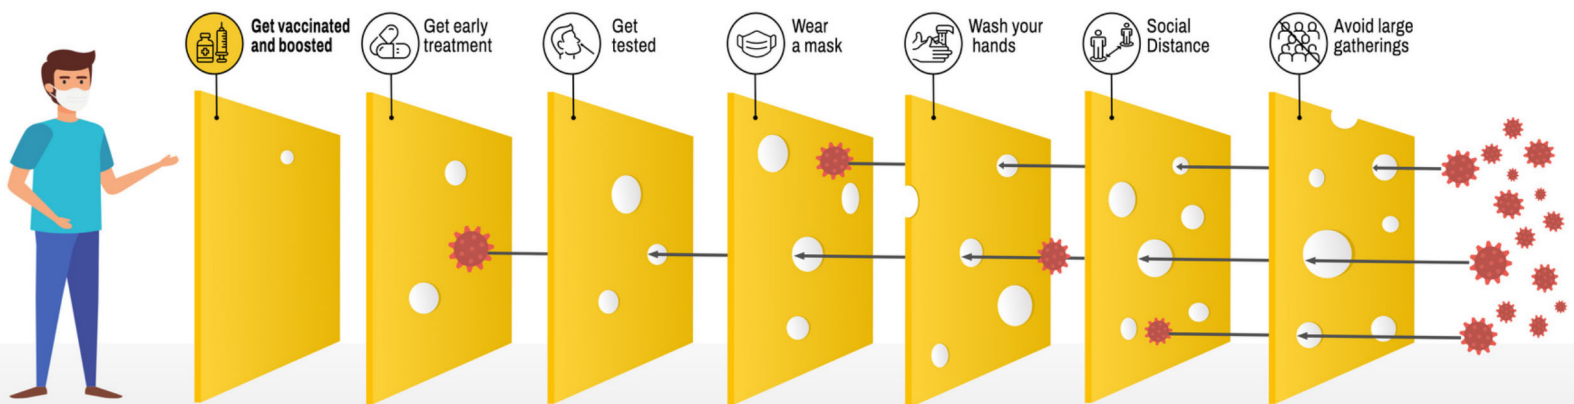 Get vaccinated
and boosted
Get early
treatment
Get
tested
Wear
a mask
Wash your
hands
Social
Distance
Avoid large
gatherings